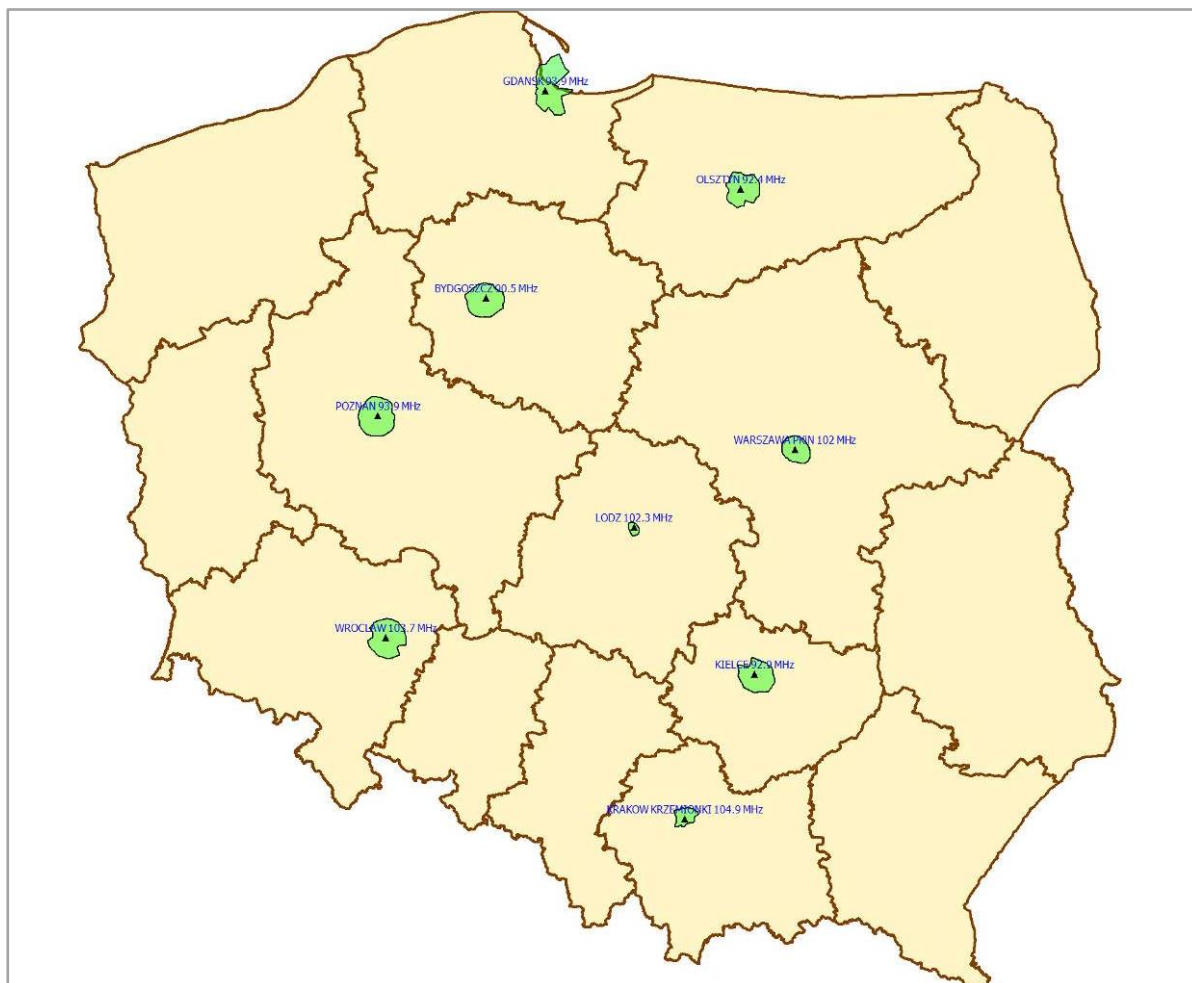 GDANSK 93.9 MHz
OLSZTYN 92.4 MHz
BYDGOSZCZ 90.5 MHz
POZNAN 93.9 MHz
WARSZAWA PKIN 102 MHz
LODZ 102.3 MHz
WROCLAW 103.7 MHz
KIELCE 92.9 MHz
KRAKOW KRZEMIONKI 104.9 MHz